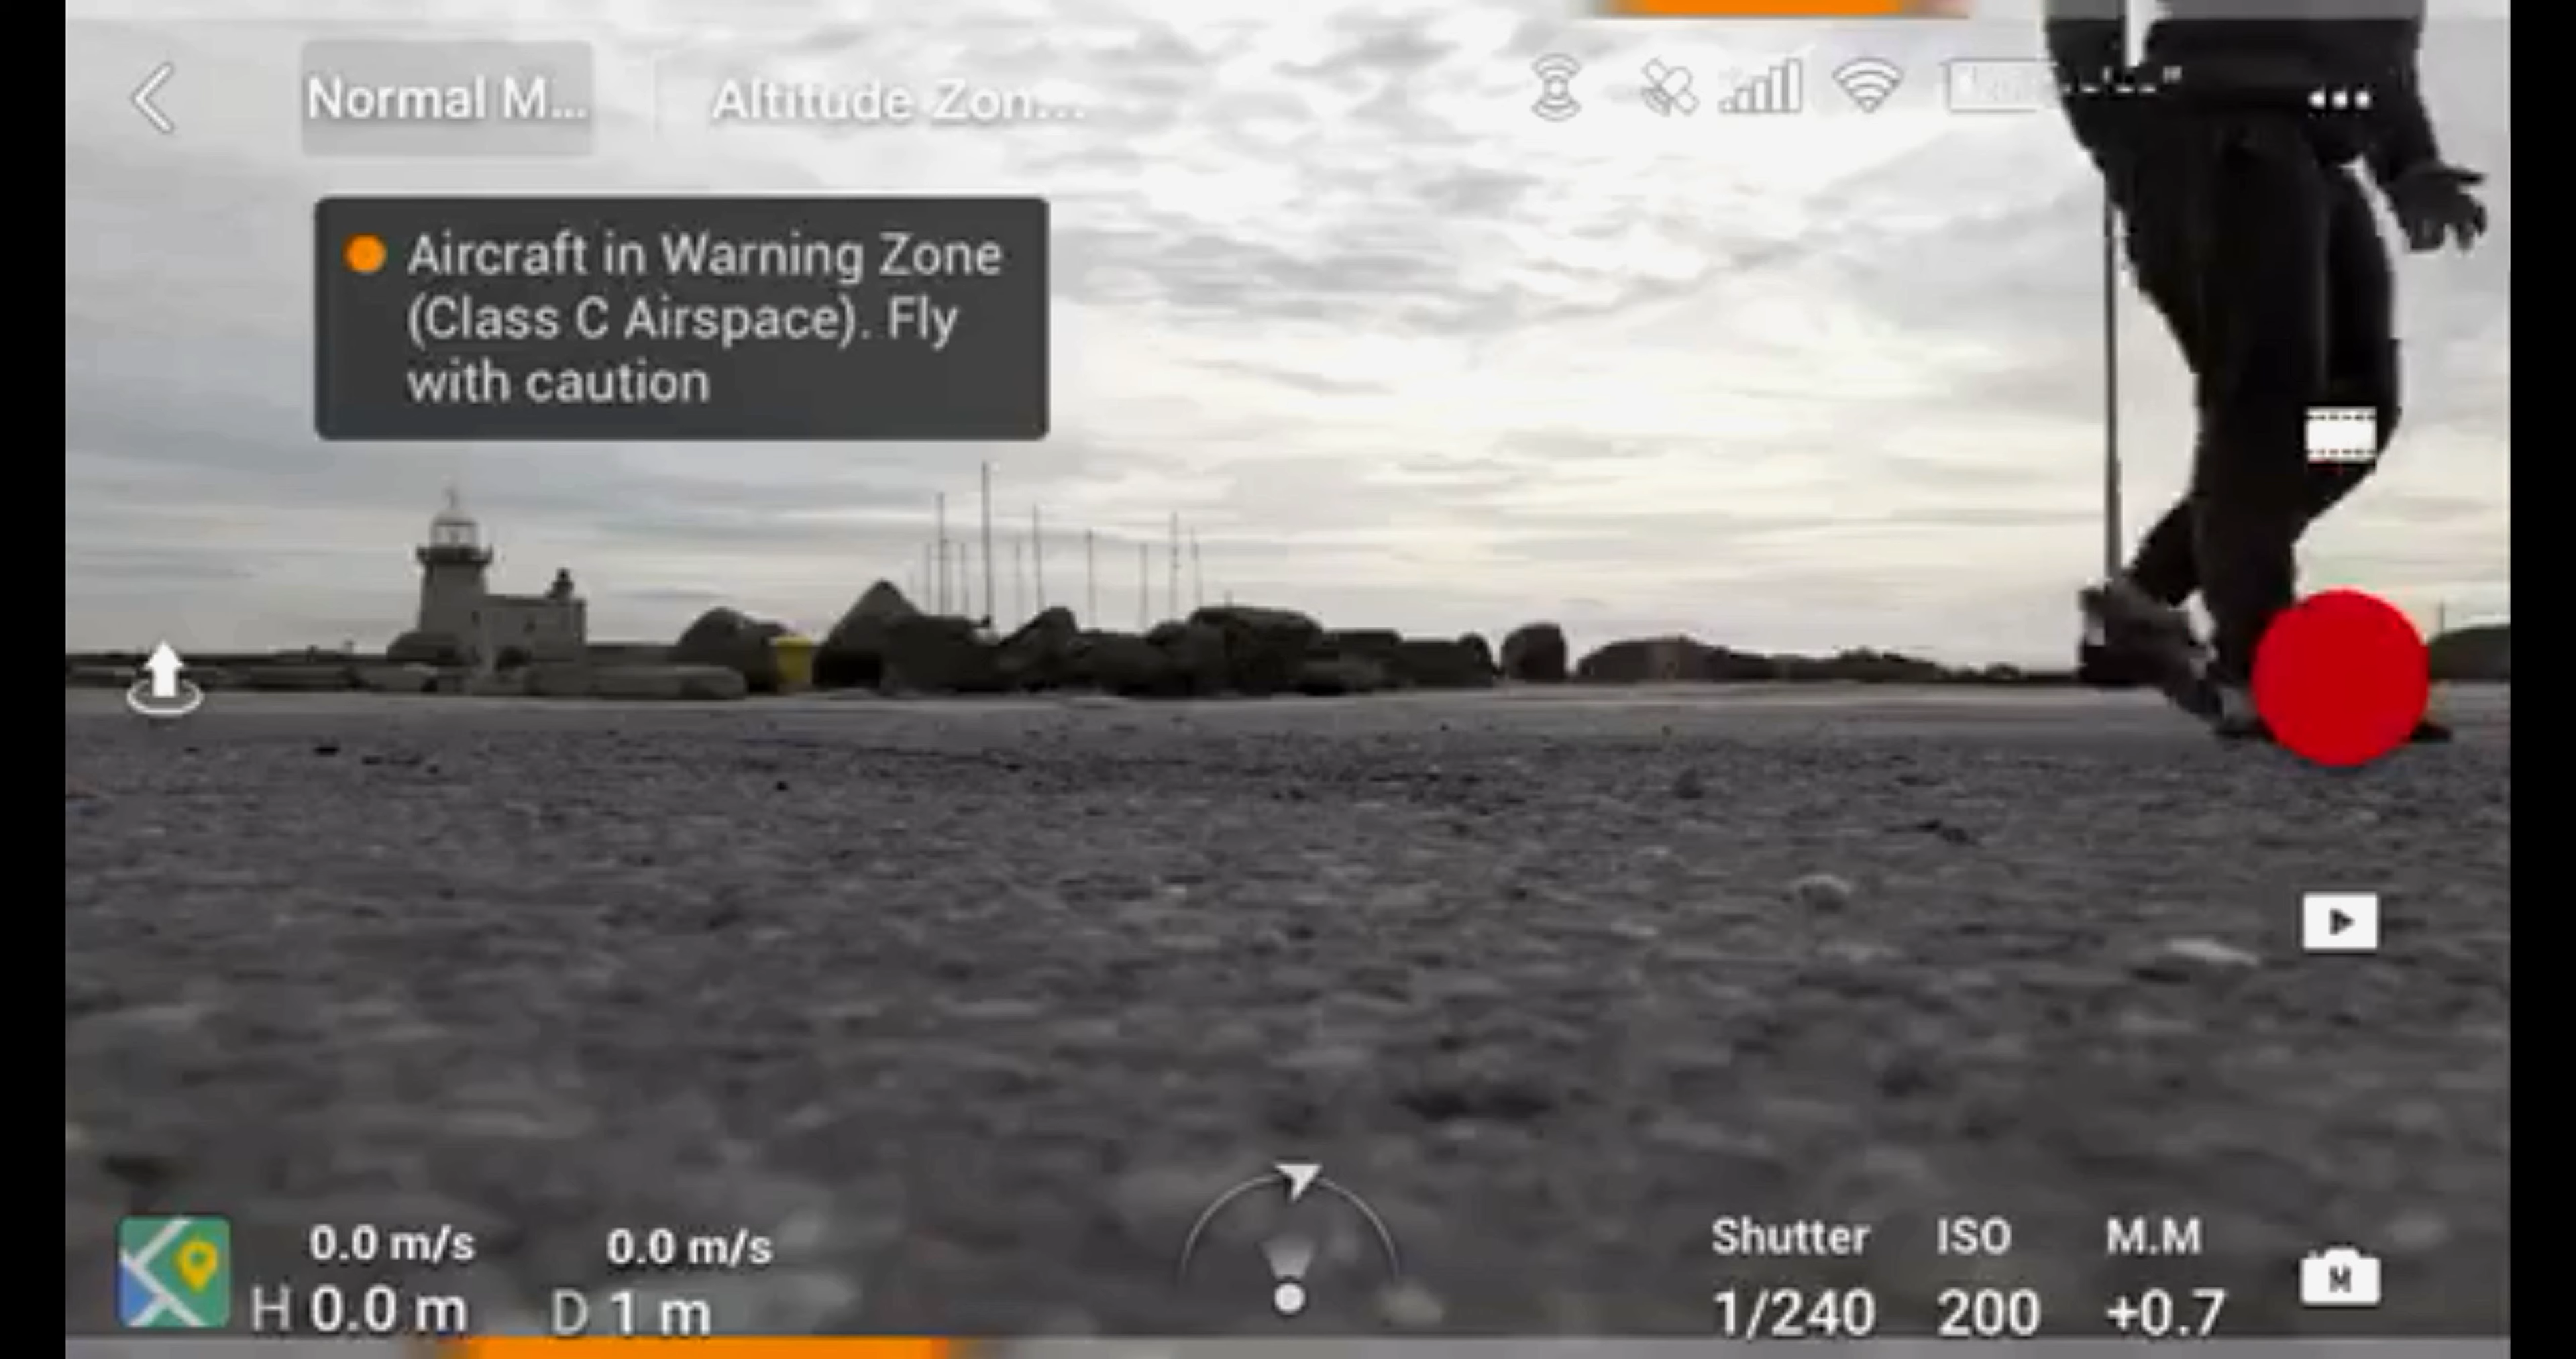 Normal M...
Altitude Zon...
Aircraft in Warning Zone
(Class C Airspace). Fly
with caution
0.0 m/s
0.0 m/s
H 0.0 m
D 1 m
Shutter
ISO
M.M
1/240
200
+0.7
M